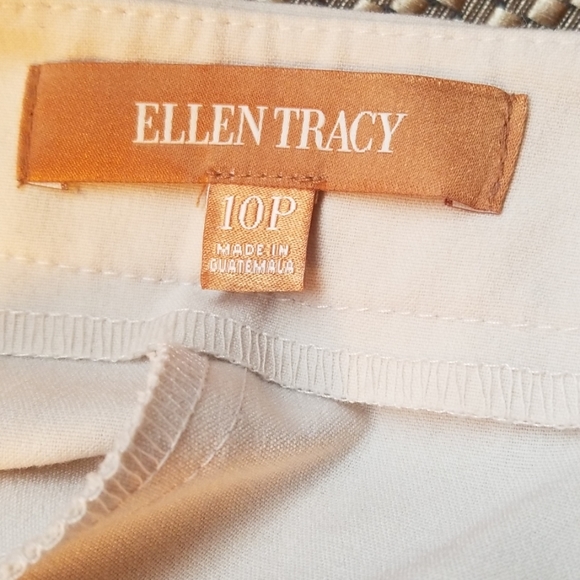 ELLEN TRACY
10P
MADE IN
GUATEMALA